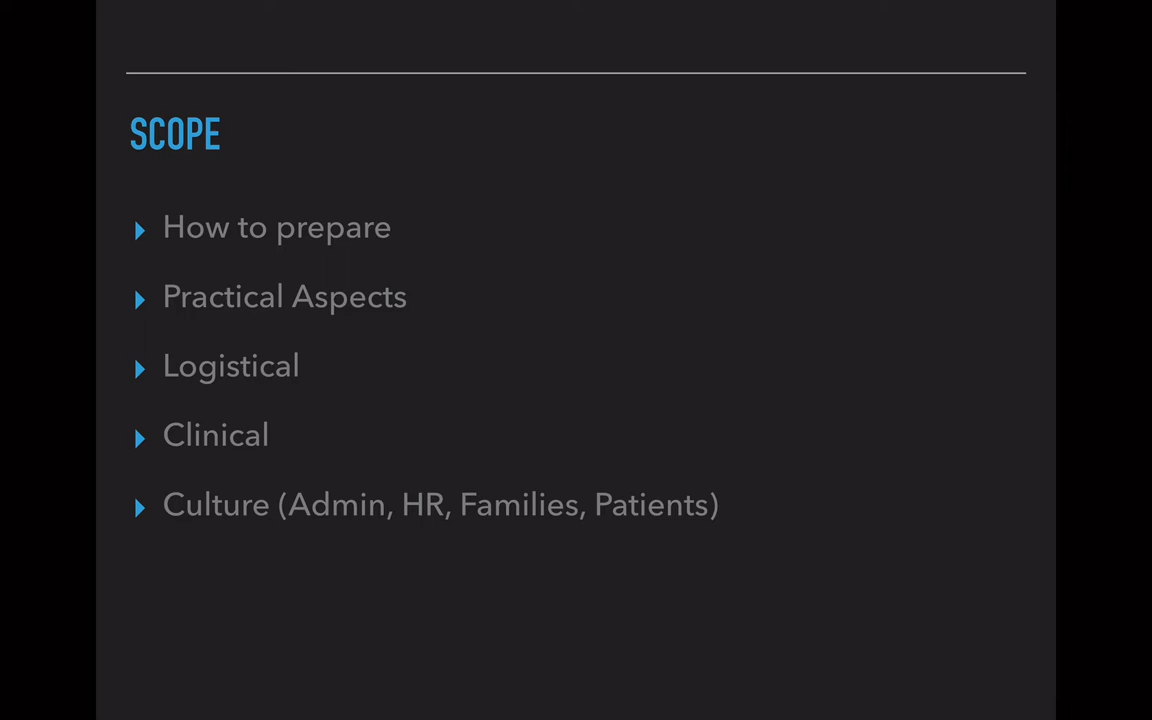 SCOPE
How to prepare
Practical Aspects
Logistical
Clinical
Culture (Admin, HR, Families, Patients)